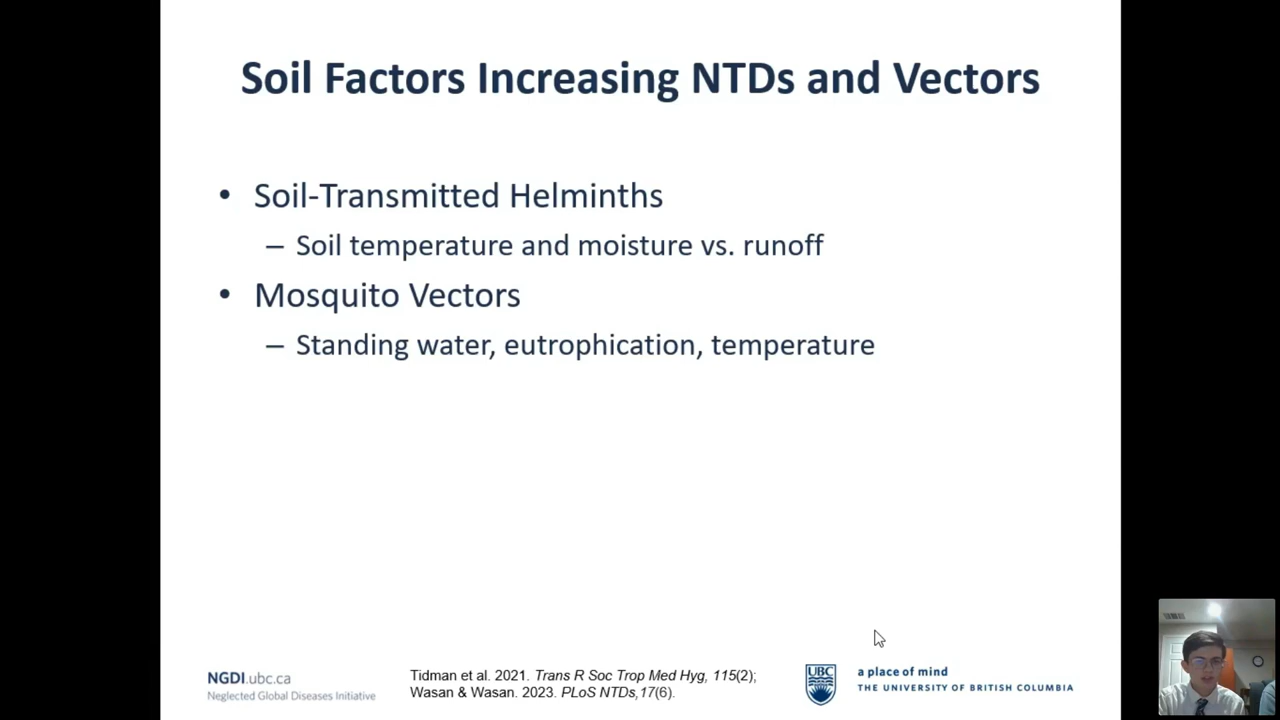 Soil Factors Increasing NTDs and Vectors
• Soil-Transmitted Helminths
– Soil temperature and moisture vs. runoff
• Mosquito Vectors
– Standing water, eutrophication, temperature
NGDI.ubc.ca
Neglected Global Diseases Initiative
Tidman et al. 2021. Trans R Soc Trop Med Hyg, 115(2);
Wasan & Wasan. 2023. PLoS NTDs,17(6).
UBC
a place of mind
THE UNIVERSITY OF BRITISH COLUMBIA